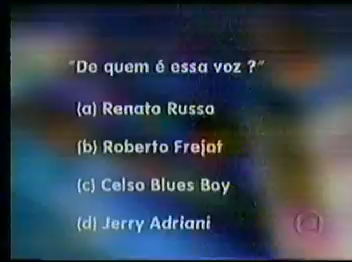 "De quem é essa voz ?"
(a) Renato Russo
(b) Roberto Frejat
(c) Celso Blues Boy
(d) Jerry Adriani